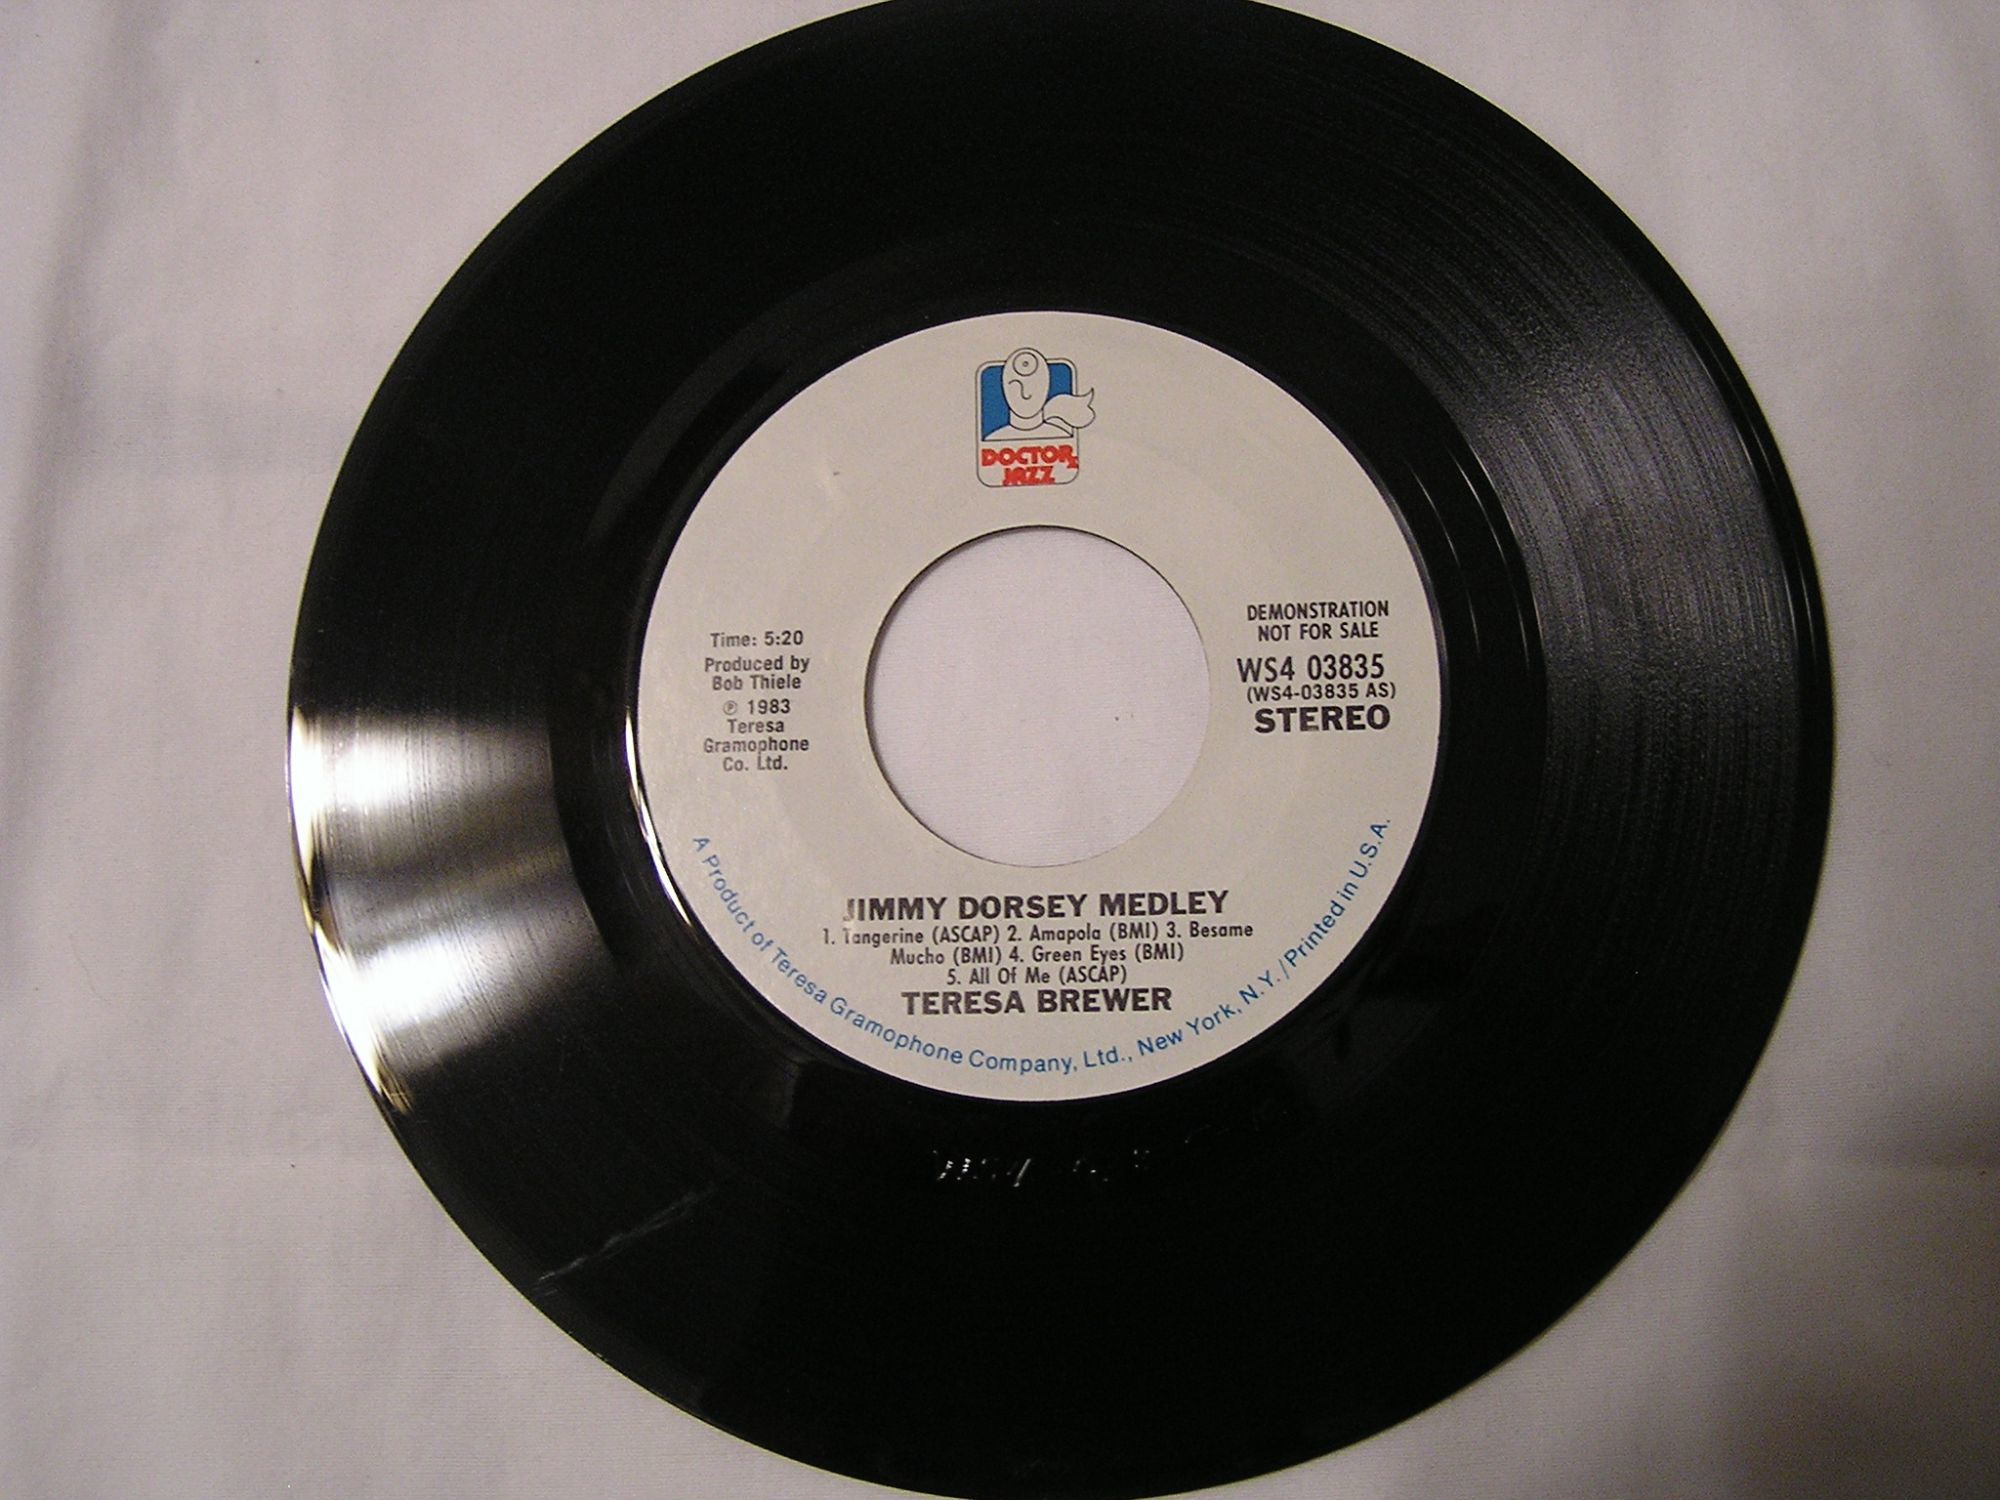 DOCTOR
JAZZ
Time: 5:20
Produced by
Bob Thiele
℗ 1983
Teresa
Gramophone
Co. Ltd.
DEMONSTRATION
NOT FOR SALE
WS4 03835
(WS4-03835 AS)
STEREO
JIMMY DORSEY MEDLEY
1. Tangerine (ASCAP) 2. Amapola (BMI) 3. Besame
Mucho (BMI) 4. Green Eyes (BMI)
5. All Of Me (ASCAP)
TERESA BREWER
A Product of Teresa Gramophone Company, Ltd., New York, N.Y. / Printed in U.S.A.